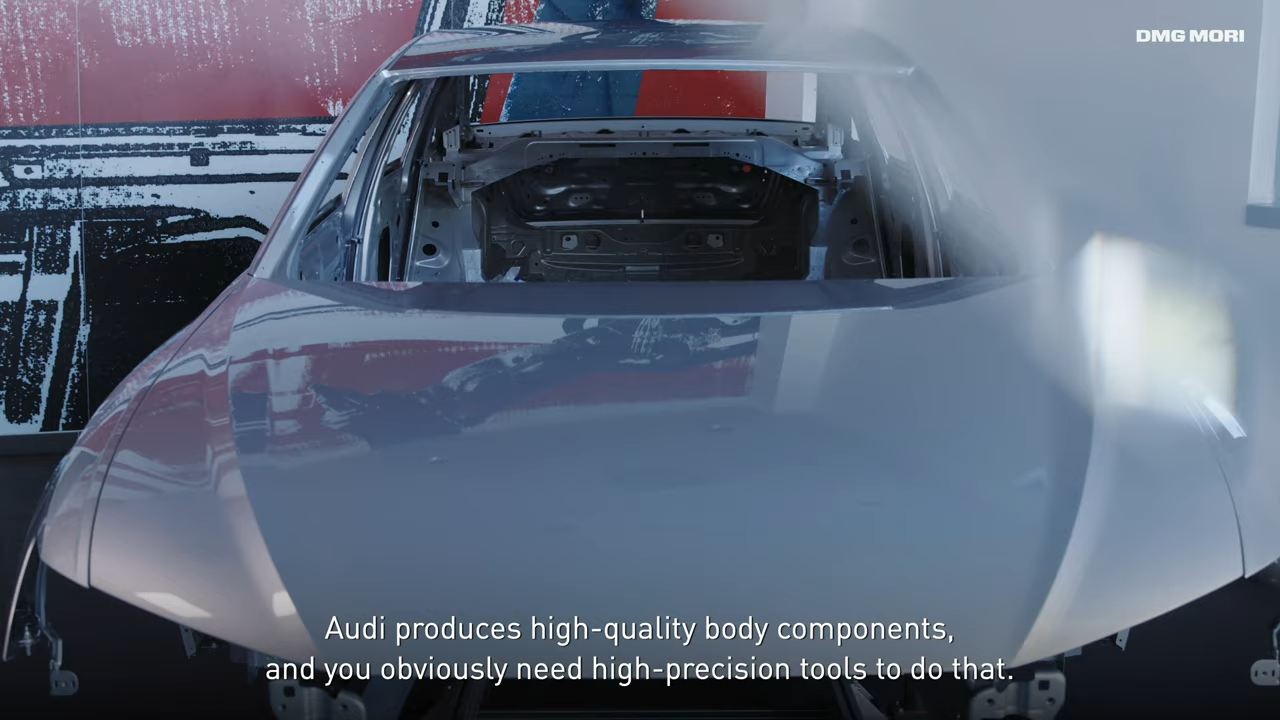 DMG MORI
Audi produces high-quality body components,
and you obviously need high-precision tools to do that.